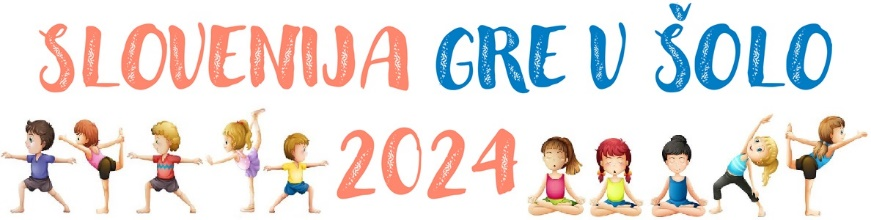 SLOVENIJA GRE V ŠOLO
2024